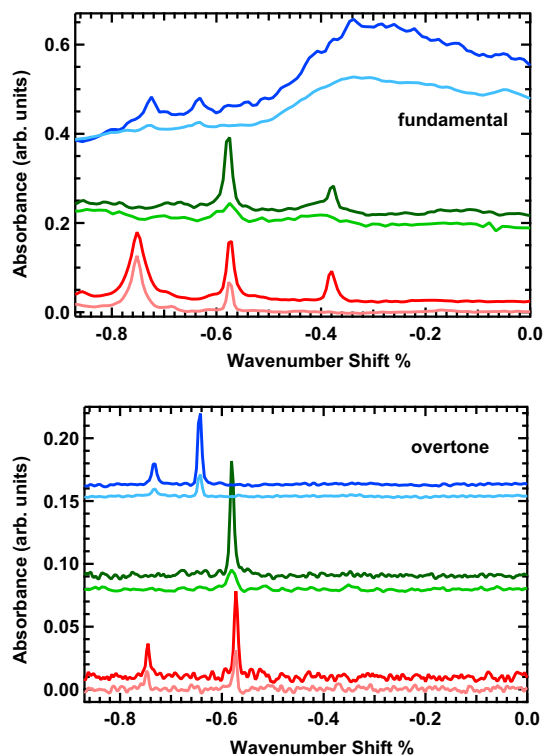 0.6
0.4
0.2
0.0
Absorbance (arb. units)
fundamental
-0.8 -0.6 -0.4 -0.2 0.0
Wavenumber Shift %
0.20
0.15
0.10
0.05
0.00
Absorbance (arb. units)
overtone
-0.8 -0.6 -0.4 -0.2 0.0
Wavenumber Shift %